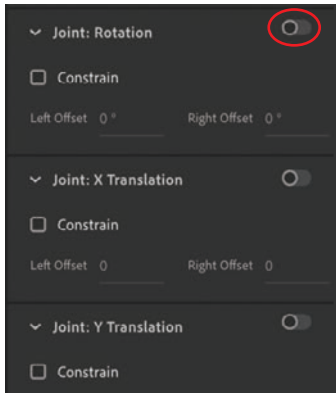 Joint: Rotation
Constrain
Left Offset 0 ° Right Offset 0 °
Joint: X Translation
Constrain
Left Offset 0 Right Offset 0
Joint: Y Translation
Constrain